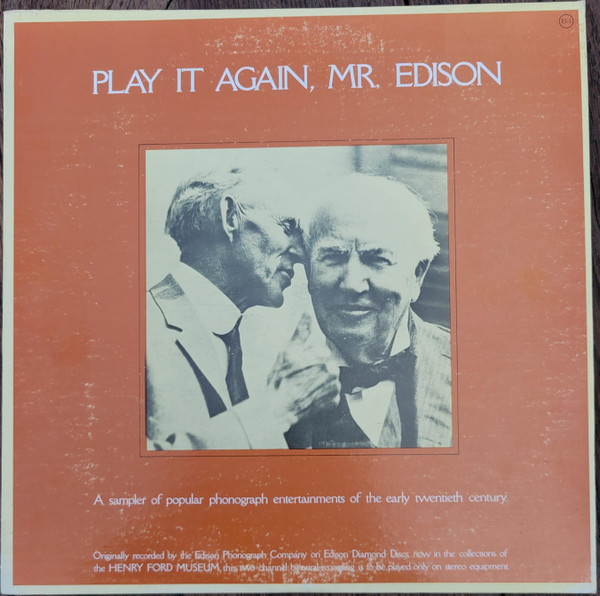 PLAY IT AGAIN, MR. EDISON
A sampler of popular phonograph entertainments of the early twentieth century.
Originally recorded by the Edison Phonograph Company on Edison Diamond Discs, now in the collections of
the HENRY FORD MUSEUM, this two-channel binaural sampling is to be played only on stereo equipment